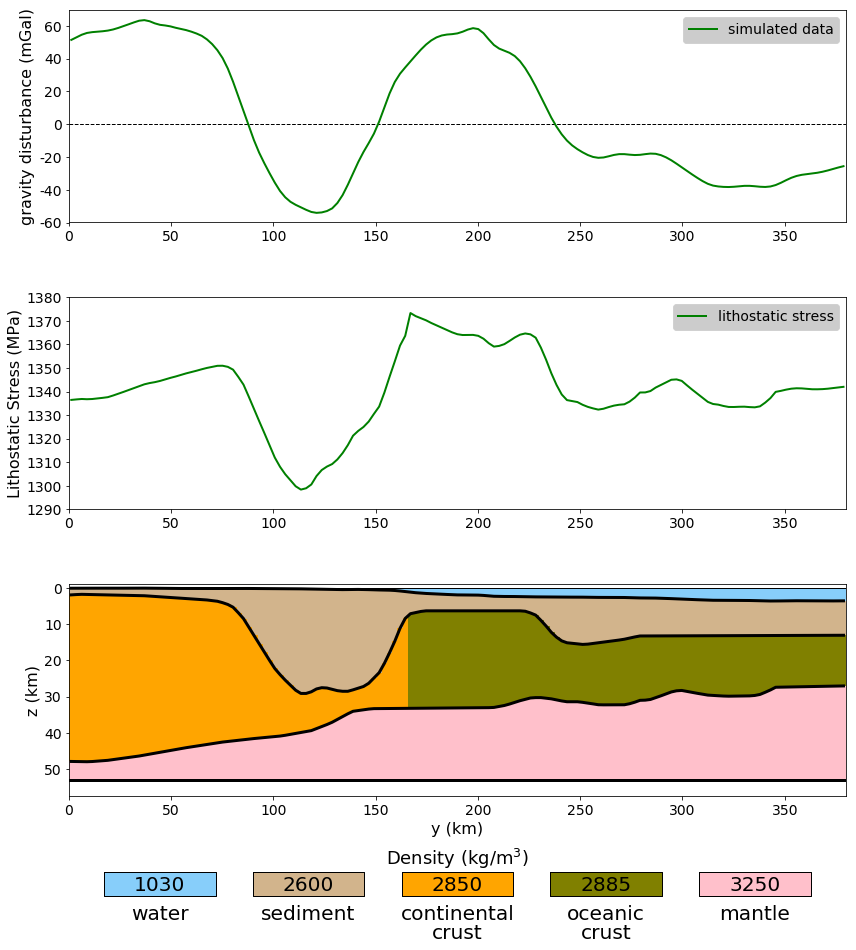 gravity disturbance (mGal)
60
40
20
0
-20
-40
-60
simulated data
0 50 100 150 200 250 300 350
Lithostatic Stress (MPa)
1380
1370
1360
1350
1340
1330
1320
1310
1300
1290
lithostatic stress
0 50 100 150 200 250 300 350
z (km)
0
10
20
30
40
50
0 50 100 150 200 250 300 350
y (km)
Density (kg/m³)
1030 2600 2850 2885 3250
water sediment continental oceanic mantle
crust crust